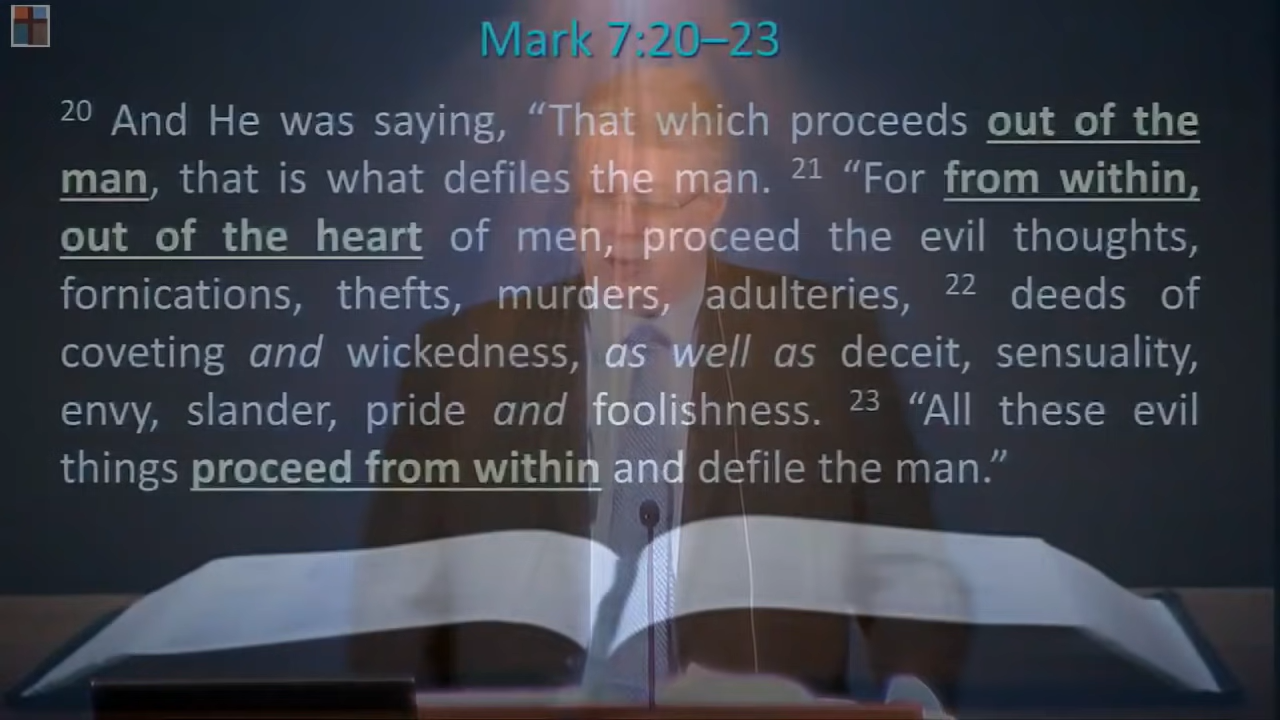 Mark 7:20–23
20 And He was saying, “That which proceeds out of the
man, that is what defiles the man. 21 “For from within,
out of the heart of men, proceed the evil thoughts,
fornications, thefts, murders, adulteries, 22 deeds of
coveting and wickedness, as well as deceit, sensuality,
envy, slander, pride and foolishness. 23 “All these evil
things proceed from within and defile the man.”